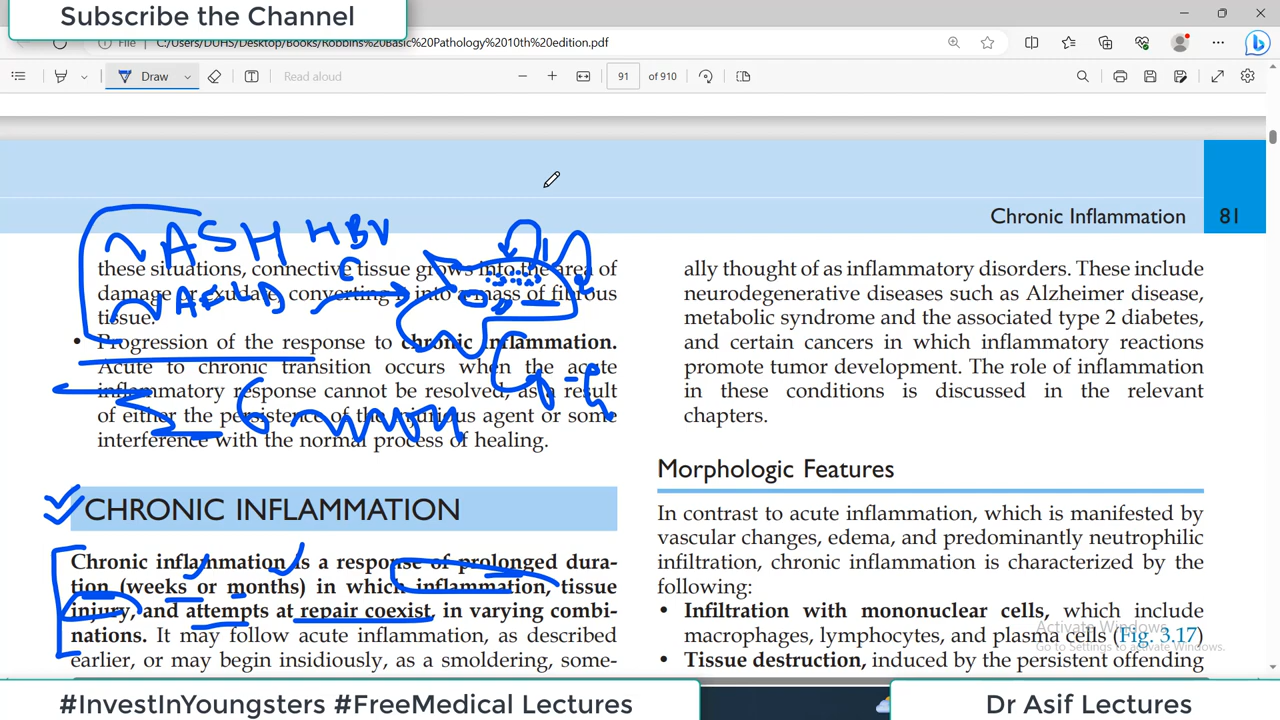 Subscribe the Channel
File
C:/Users/DUHS/Desktop/Books/Robbins%20Basic%20Pathology%2010th%20edition.pdf
Draw
Read aloud
91 of 910
Chronic Inflammation 81
NASH HBV
C
NAFLD
6
these situations, connective tissue grows into the area of
damage or exudate, converting it into a mass of fibrous
tissue.
• Progression of the response to chronic inflammation.
Acute to chronic transition occurs when the acute
inflammatory response cannot be resolved, as a result
of either the persistence of the injurious agent or some
interference with the normal process of healing.
CHRONIC INFLAMMATION
Chronic inflammation is a response of prolonged dura-
tion (weeks or months) in which inflammation, tissue
injury, and attempts at repair coexist, in varying combi-
nations. It may follow acute inflammation, as described
earlier, or may begin insidiously, as a smoldering, some-
ally thought of as inflammatory disorders. These include
neurodegenerative diseases such as Alzheimer disease,
metabolic syndrome and the associated type 2 diabetes,
and certain cancers in which inflammatory reactions
promote tumor development. The role of inflammation
in these conditions is discussed in the relevant
chapters.
Morphologic Features
In contrast to acute inflammation, which is manifested by
vascular changes, edema, and predominantly neutrophilic
infiltration, chronic inflammation is characterized by the
following:
• Infiltration with mononuclear cells, which include
macrophages, lymphocytes, and plasma cells (Fig. 3.17)
• Tissue destruction, induced by the persistent offending
Activate Windows
Go to Settings to activate Windows.
#InvestInYoungsters #FreeMedical Lectures
Dr Asif Lectures